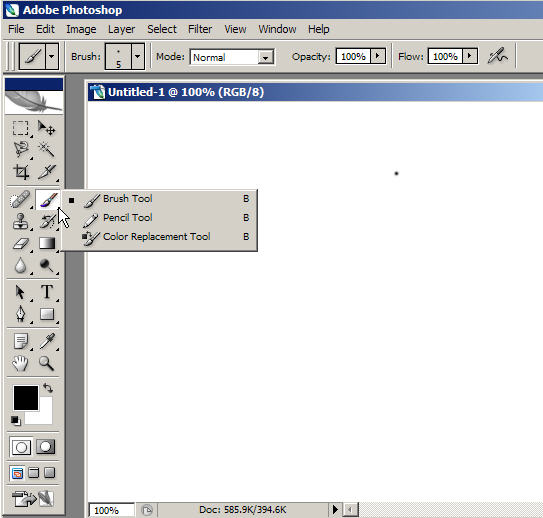 Adobe Photoshop
File Edit Image Layer Select Filter View Window Help
Brush: 5 Mode: Normal Opacity: 100% Flow: 100%
Untitled-1 @ 100% (RGB/8)
Brush Tool B
Pencil Tool B
Color Replacement Tool B
T
100% Doc: 585.9K/394.6K